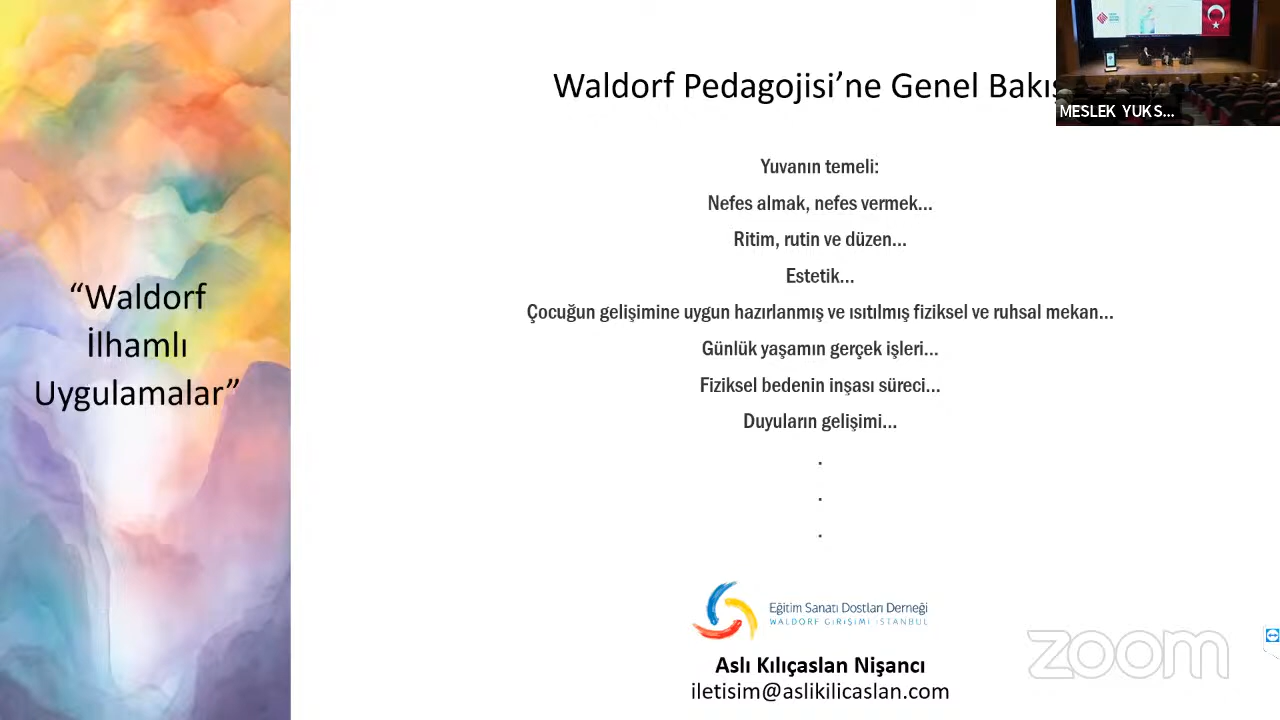 “Waldorf
İlhamlı
Uygulamalar”
Waldorf Pedagojisi’ne Genel Bakış
MESLEK YUKS...
Yuvanın temeli:
Nefes almak, nefes vermek...
Ritim, rutin ve düzen...
Estetik...
Çocuğun gelişimine uygun hazırlanmış ve ısıtılmış fiziksel ve ruhsal mekan...
Günlük yaşamın gerçek işleri...
Fiziksel bedenin inşası süreci...
Duyuların gelişimi...
.
.
.
Eğitim Sanatı Dostları Derneği
WALDORF GİRİŞİMİ İSTANBUL
Aslı Kılıçaslan Nişancı
iletisim@aslikilicaslan.com
zoom